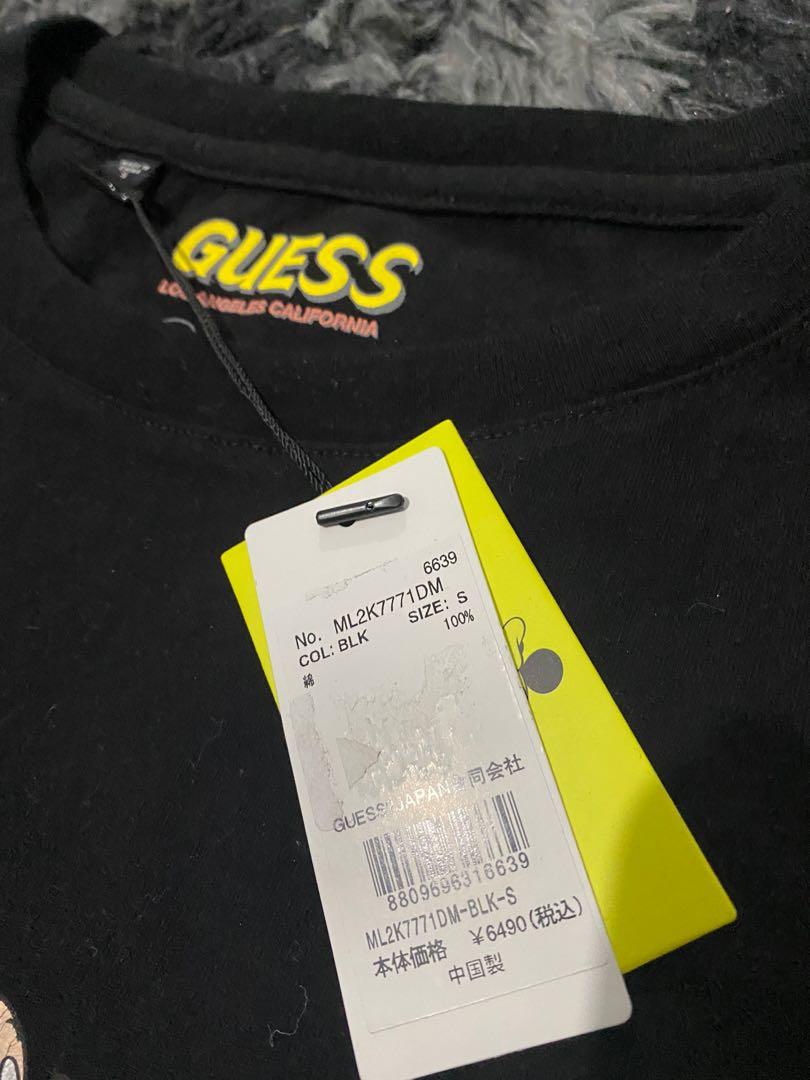 GUESS
LOS ANGELES CALIFORNIA
6639
No. ML2K7771DM
COL: BLK SIZE: S
綿 100%
GUESS JAPAN合同会社
8809696316639
ML2K7771DM-BLK-S
本体価格 ¥6490(税込)
中国製